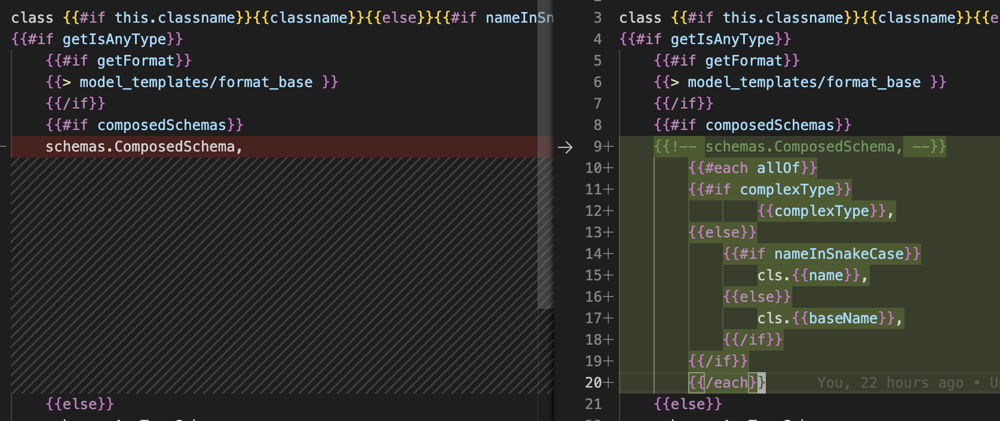 class {{#if this.classname}}{{classname}}{{else}}{{#if nameInSn
{{#if getIsAnyType}}
{{#if getFormat}}
{{> model_templates/format_base }}
{{/if}}
{{#if composedSchemas}}
− schemas.ComposedSchema,
{{else}}
3 class {{#if this.classname}}{{classname}}{{e
4 {{#if getIsAnyType}}
5 {{#if getFormat}}
6 {{> model_templates/format_base }}
7 {{/if}}
8 {{#if composedSchemas}}
→ 9+ {{!-- schemas.ComposedSchema, --}}
10+ {{#each allOf}}
11+ {{#if complexType}}
12+ {{complexType}},
13+ {{else}}
14+ {{#if nameInSnakeCase}}
15+ cls.{{name}},
16+ {{else}}
17+ cls.{{baseName}},
18+ {{/if}}
19+ {{/if}}
20+ {{/each}} You, 22 hours ago • U
21 {{else}}